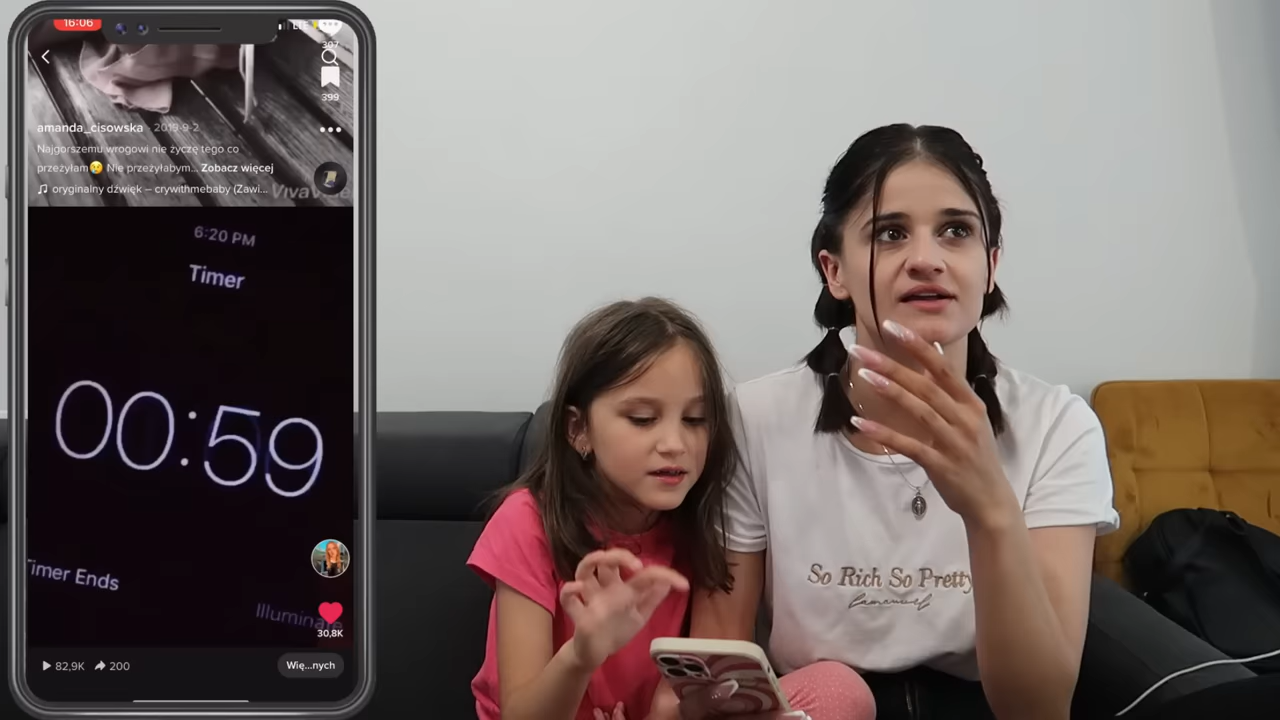 16:06
LTE
397
399
amanda_cisowska · 2019-9-2
Najgorszemu wrogowi nie życzę tego co
przeżyłam😢 Nie przeżyłabym... Zobacz więcej
oryginalny dźwięk – crywithmebaby (Zawi...
6:20 PM
Timer
00:59
Timer Ends
30,8K
82,9K
200
Wię...nych
So Rich So Pretty